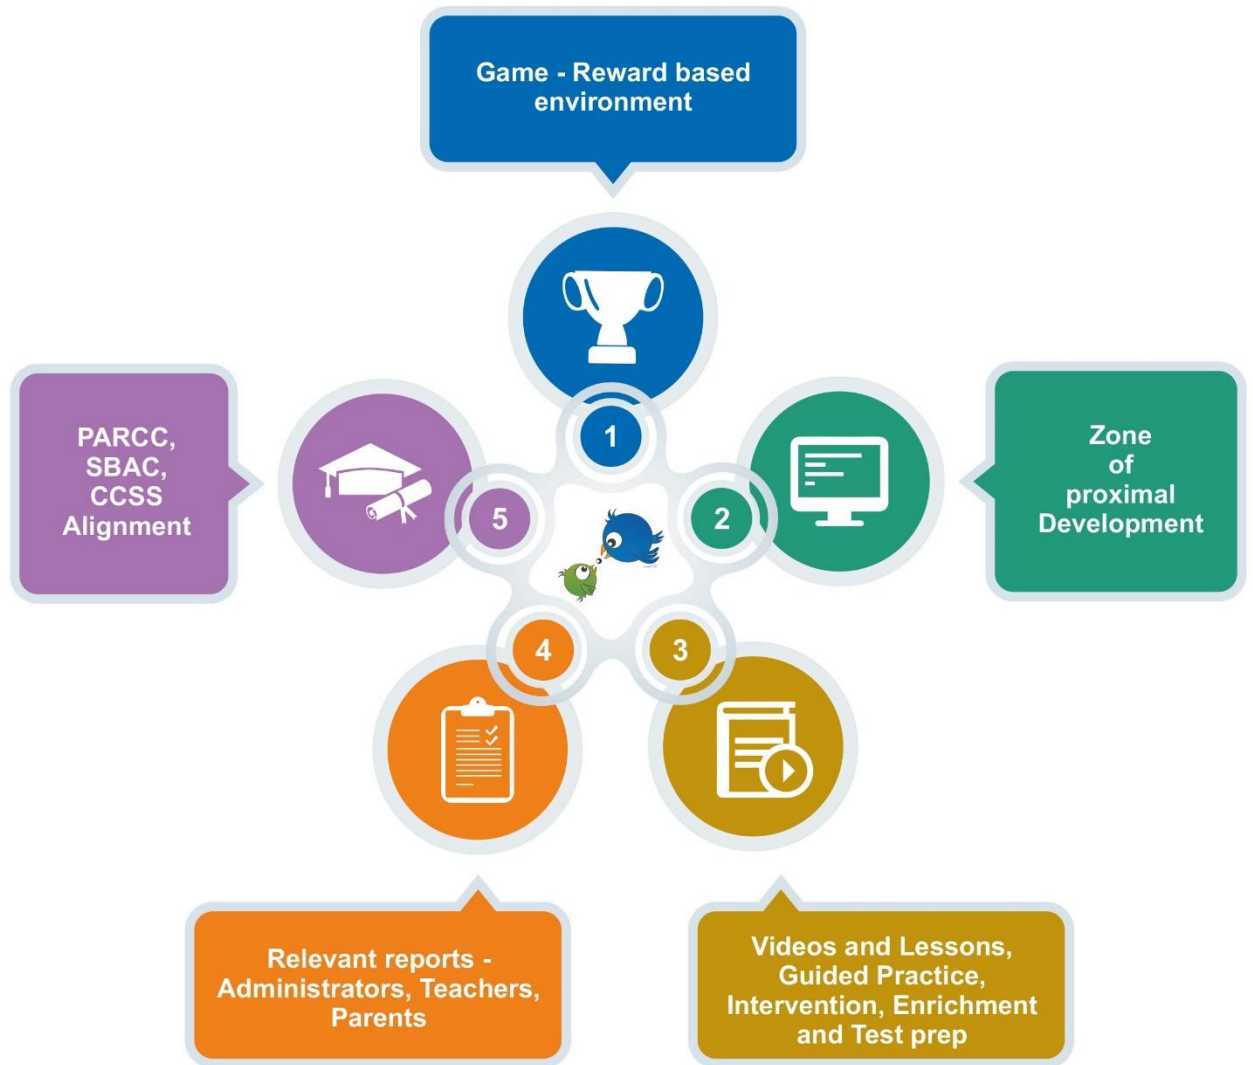 Game - Reward based
environment
1
Zone
of
proximal
Development
2
Videos and Lessons,
Guided Practice,
Intervention, Enrichment
and Test prep
3
Relevant reports -
Administrators, Teachers,
Parents
4
PARCC,
SBAC,
CCSS
Alignment
5